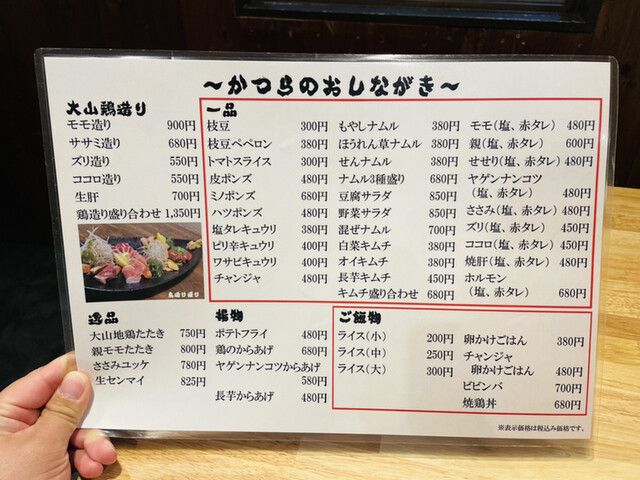 ～かつらのおしながき～
大山鶏造り
モモ造り 900円
ササミ造り 680円
ズリ造り 550円
ココロ造り 550円
生肝 700円
鶏造り盛り合わせ 1,350円
鳥造り盛り
逸品
大山地鶏たたき 750円
親モモたたき 800円
ささみユッケ 780円
生センマイ 825円
一品
枝豆 300円
枝豆ペペロン 380円
トマトスライス 300円
皮ポンズ 380円
ミノポンズ 680円
ハツポンズ 480円
塩タレキュウリ 380円
ピリ辛キュウリ 400円
ワサビキュウリ 400円
チャンジャ 480円
もやしナムル 380円
ほうれん草ナムル 380円
せんナムル 380円
ナムル3種盛り 680円
豆腐サラダ 850円
野菜サラダ 850円
混ぜナムル 700円
白菜キムチ 380円
オイキムチ 380円
長芋キムチ 450円
キムチ盛り合わせ 680円
モモ（塩、赤タレ） 480円
親（塩、赤タレ） 600円
せせり（塩、赤タレ） 480円
ヤゲンナンコツ
（塩、赤タレ） 480円
ささみ（塩、赤タレ） 480円
ズリ（塩、赤タレ） 450円
ココロ（塩、赤タレ） 450円
焼肝（塩、赤タレ） 480円
ホルモン
（塩、赤タレ） 680円
揚物
ポテトフライ 480円
鶏のからあげ 680円
ヤゲンナンコツからあげ
580円
長芋からあげ 480円
ご飯物
ライス（小） 200円
ライス（中） 250円
ライス（大） 300円
卵かけごはん 380円
チャンジャ
卵かけごはん 480円
ビビンバ 700円
焼鶏丼 680円
※表示価格は税込み価格です。